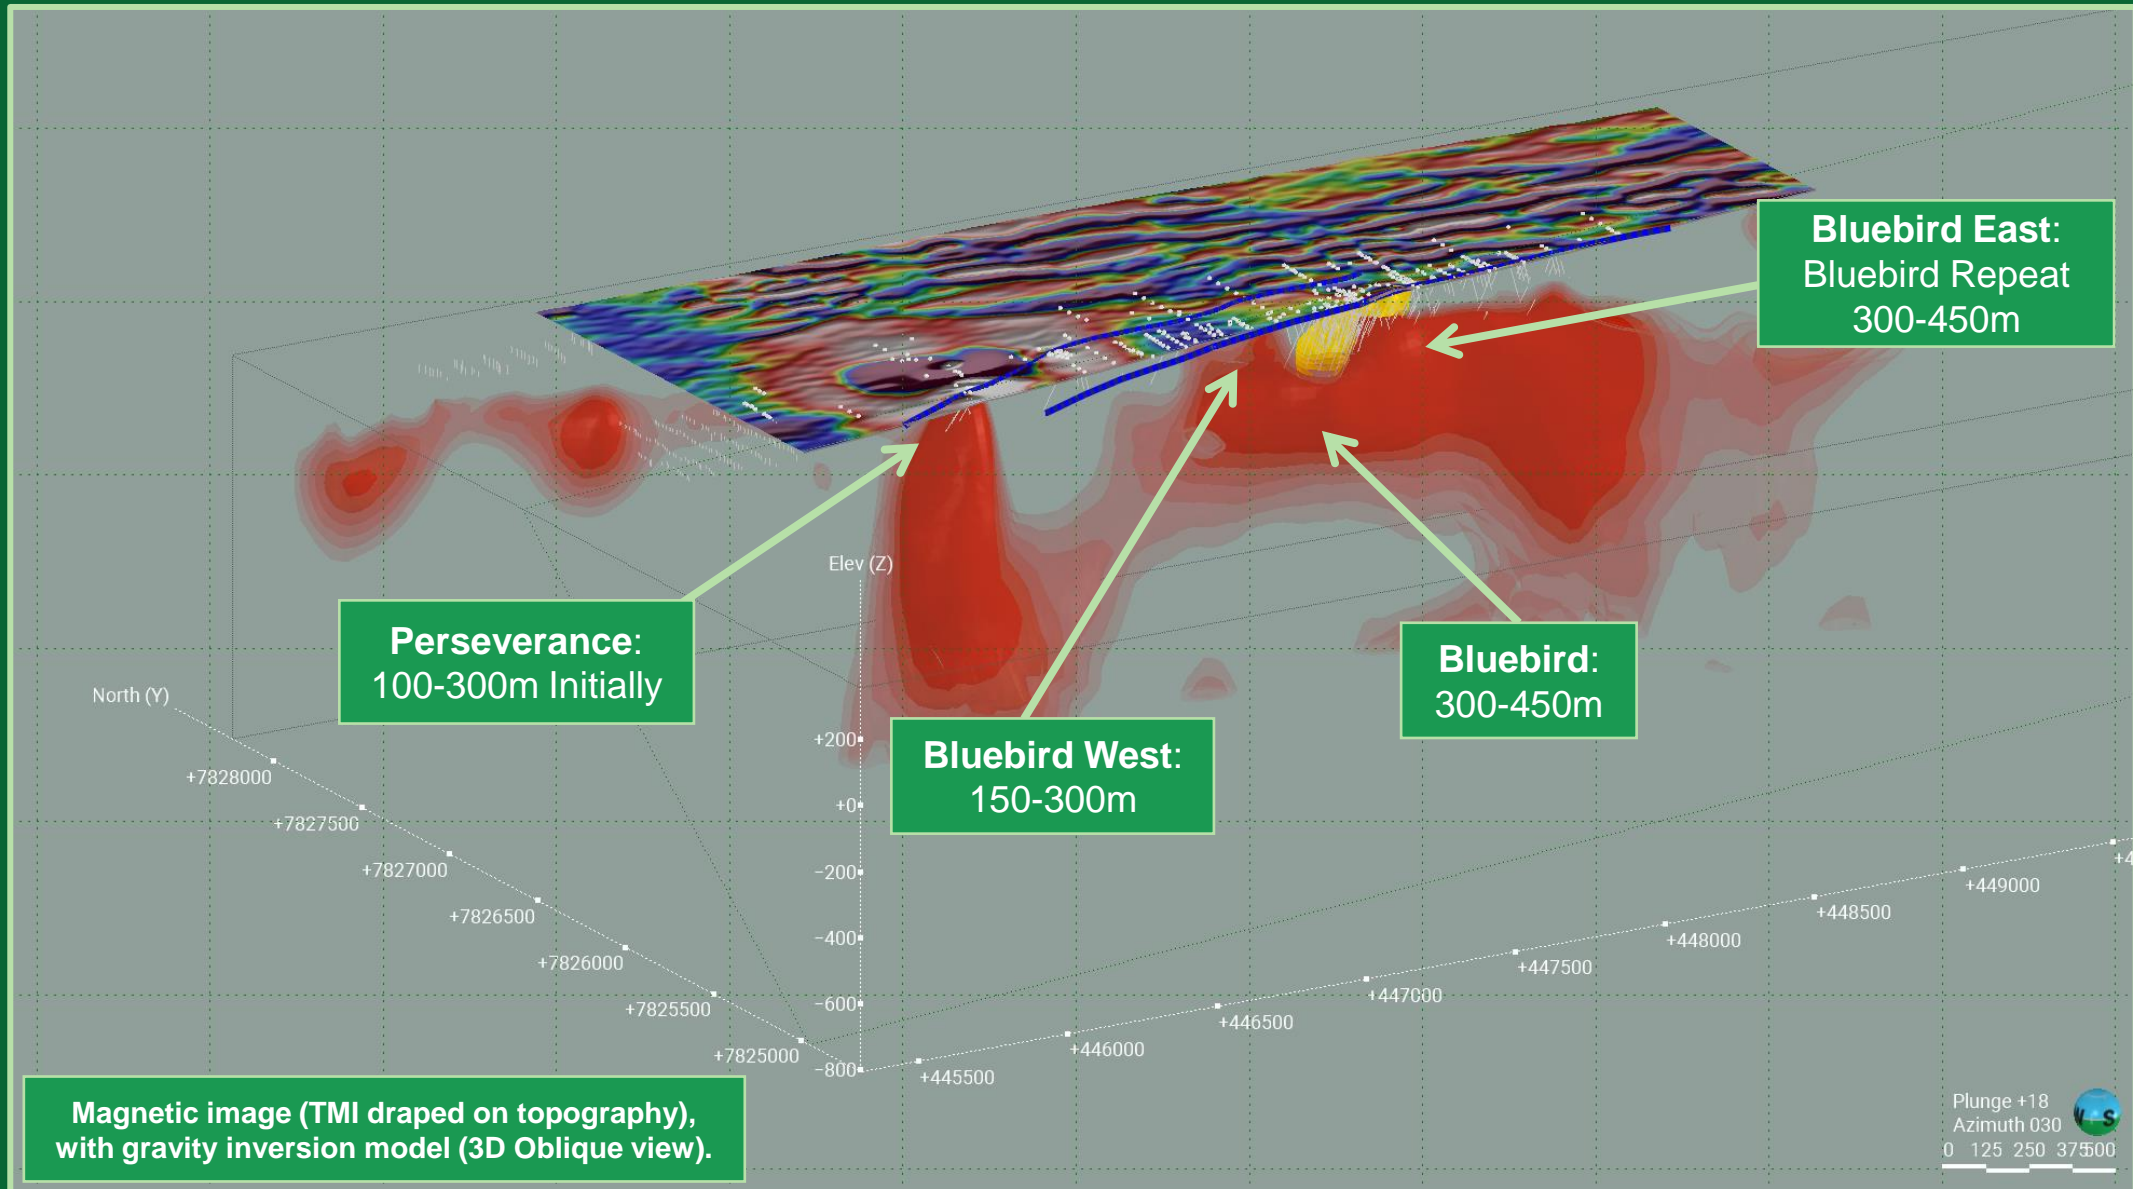 Bluebird East:
Bluebird Repeat
300-450m
Elev (Z)
Perseverance:
100-300m Initially
Bluebird:
300-450m
North (Y)
Bluebird West:
150-300m
+200
+0
−200
−400
−600
−800
+7828000
+7827500
+7827000
+7826500
+7826000
+7825500
+7825000
+445500
+446000
+446500
+447000
+447500
+448000
+448500
+449000
+4
Magnetic image (TMI draped on topography),
with gravity inversion model (3D Oblique view).
Plunge +18
Azimuth 030
W S
0 125 250 375 500